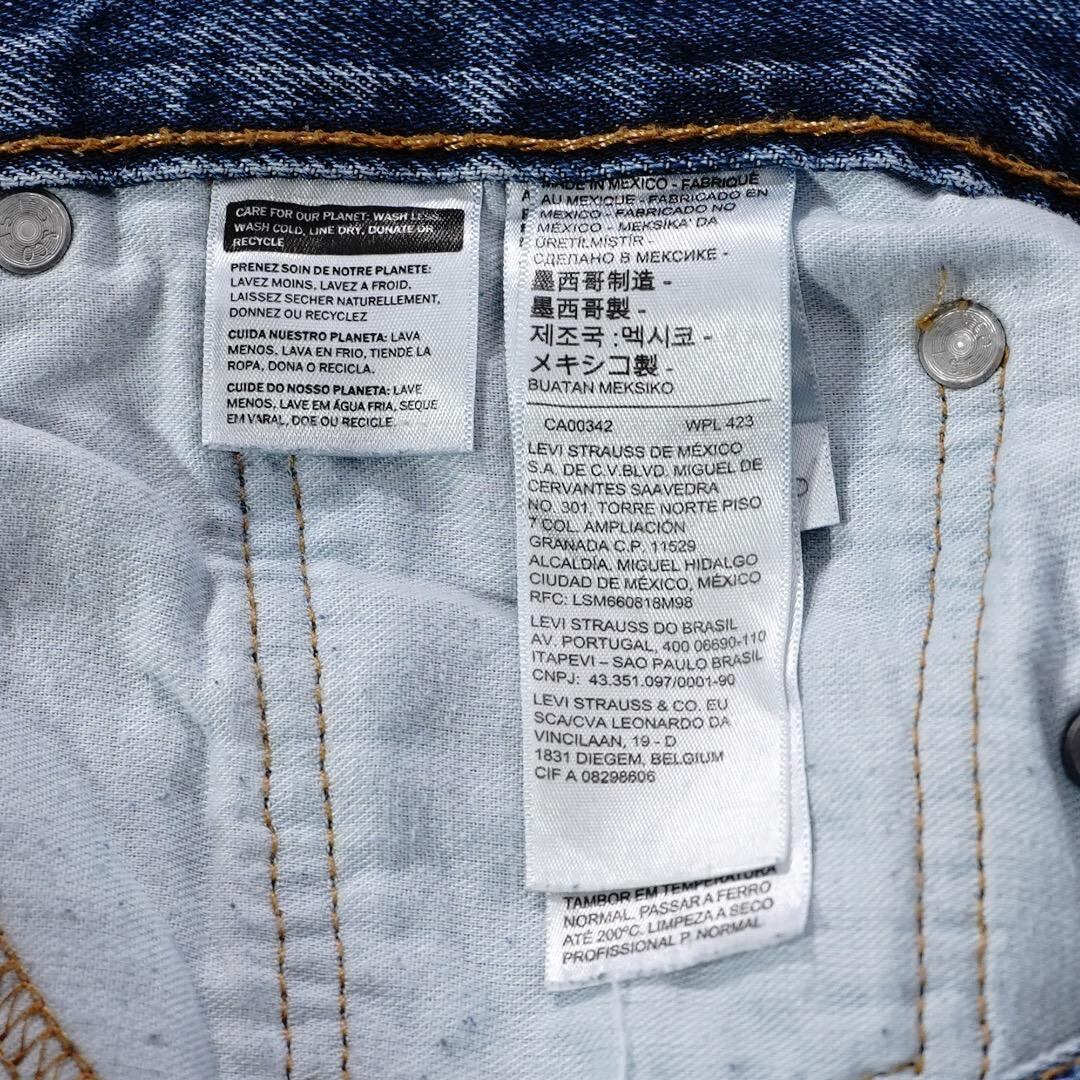 CARE FOR OUR PLANET: WASH LESS,
WASH COLD, LINE DRY, DONATE OR
RECYCLE
PRENEZ SOIN DE NOTRE PLANETE:
LAVEZ MOINS, LAVEZ A FROID,
LAISSEZ SECHER NATURELLEMENT,
DONNEZ OU RECYCLEZ
CUIDA NUESTRO PLANETA: LAVA
MENOS, LAVA EN FRIO, TIENDE LA
ROPA, DONA O RECICLA.
CUIDE DO NOSSO PLANETA: LAVE
MENOS, LAVE EM ÁGUA FRIA, SEQUE
EM VARAL, DOE OU RECICLE.
MADE IN MEXICO - FABRIQUÉ
AU MEXIQUE - FABRICADO EN
MÉXICO - FABRICADO NO
MÉXICO - MEKSIKA' DA
ÜRETİLMİSTİR -
СДЕЛАНО В МЕКСИКЕ -
墨西哥制造 -
墨西哥製 -
제조국 :멕시코 -
メキシコ製 -
BUATAN MEKSIKO
CA00342 WPL 423
LEVI STRAUSS DE MÉXICO
S.A. DE C.V.BLVD. MIGUEL DE
CERVANTES SAAVEDRA
NO. 301, TORRE NORTE PISO
7 COL. AMPLIACIÓN
GRANADA C.P. 11529
ALCALDÍA. MIGUEL HIDALGO
CIUDAD DE MÉXICO, MÉXICO
RFC: LSM660818M98
LEVI STRAUSS DO BRASIL
AV. PORTUGAL, 400 06690-110
ITAPEVI – SAO PAULO BRASIL
CNPJ: 43.351.097/0001-90
LEVI STRAUSS & CO. EU
SCA/CVA LEONARDO DA
VINCILAAN, 19 - D
1831 DIEGEM, BELGIUM
CIF A 08298606
TAMBOR EM TEMPERATURA
NORMAL. PASSAR A FERRO
ATÉ 200ºC. LIMPEZA A SECO
PROFISSIONAL P. NORMAL